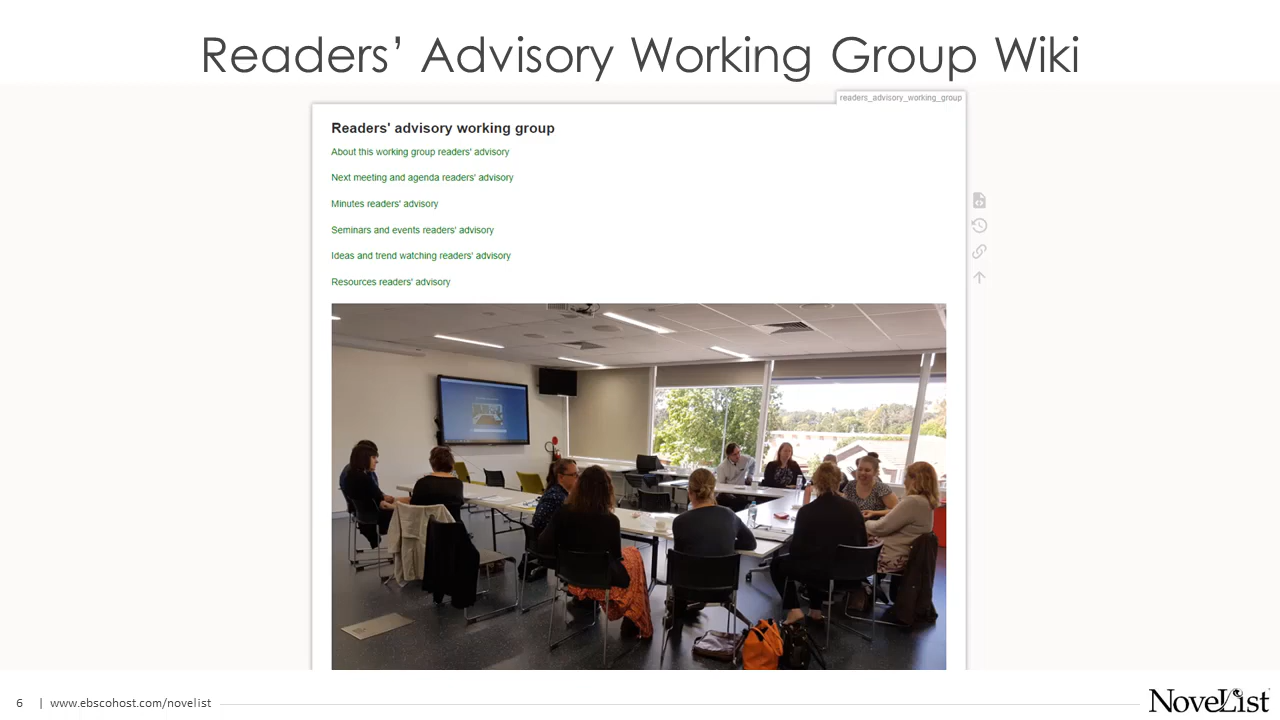 Readers’ Advisory Working Group Wiki
readers_advisory_working_group
Readers' advisory working group
About this working group readers' advisory
Next meeting and agenda readers' advisory
Minutes readers' advisory
Seminars and events readers' advisory
Ideas and trend watching readers' advisory
Resources readers' advisory
6 | www.ebscohost.com/novelist
NoveList